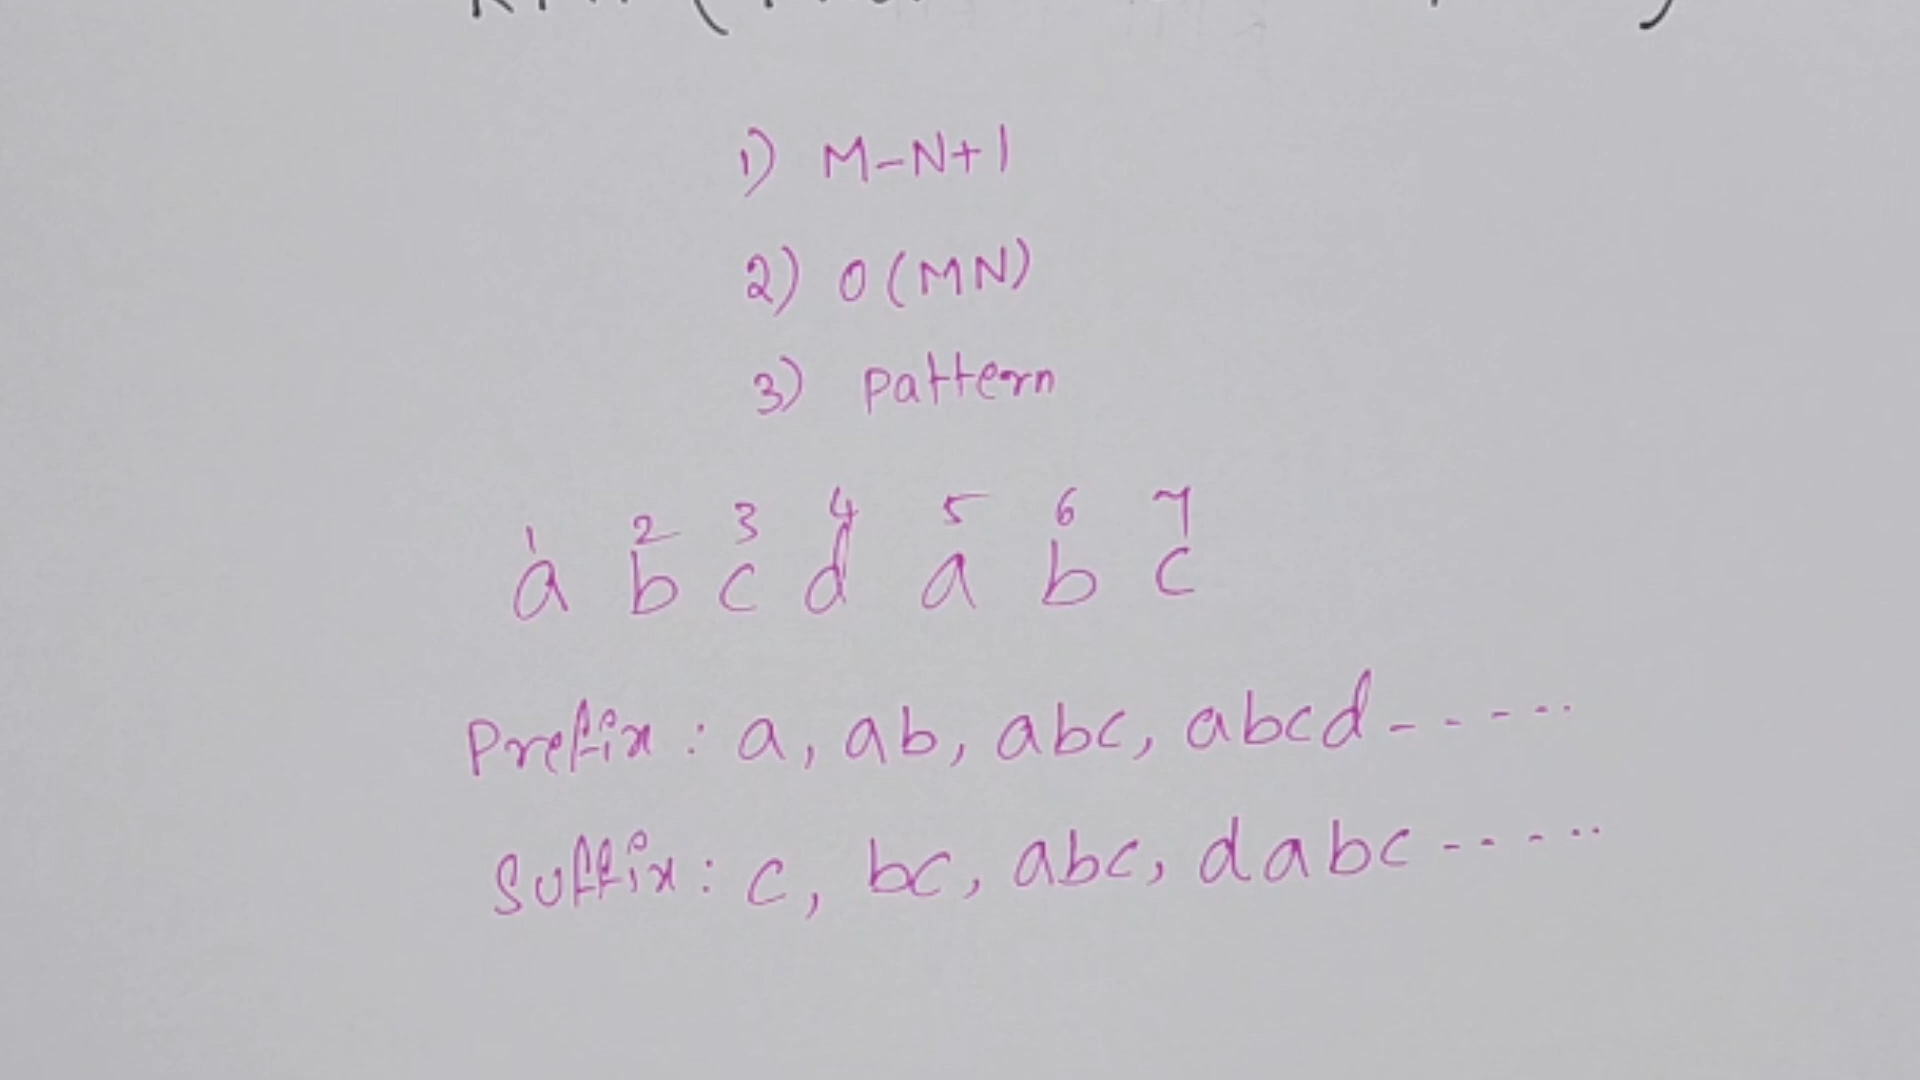 1) M-N+1
2) O(MN)
3) Pattern
1 2 3 4 5 6 7
a b c d a b c
Prefix : a, ab, abc, abcd - - - - - -
Suffix : c, bc, abc, dabc - - - - - -